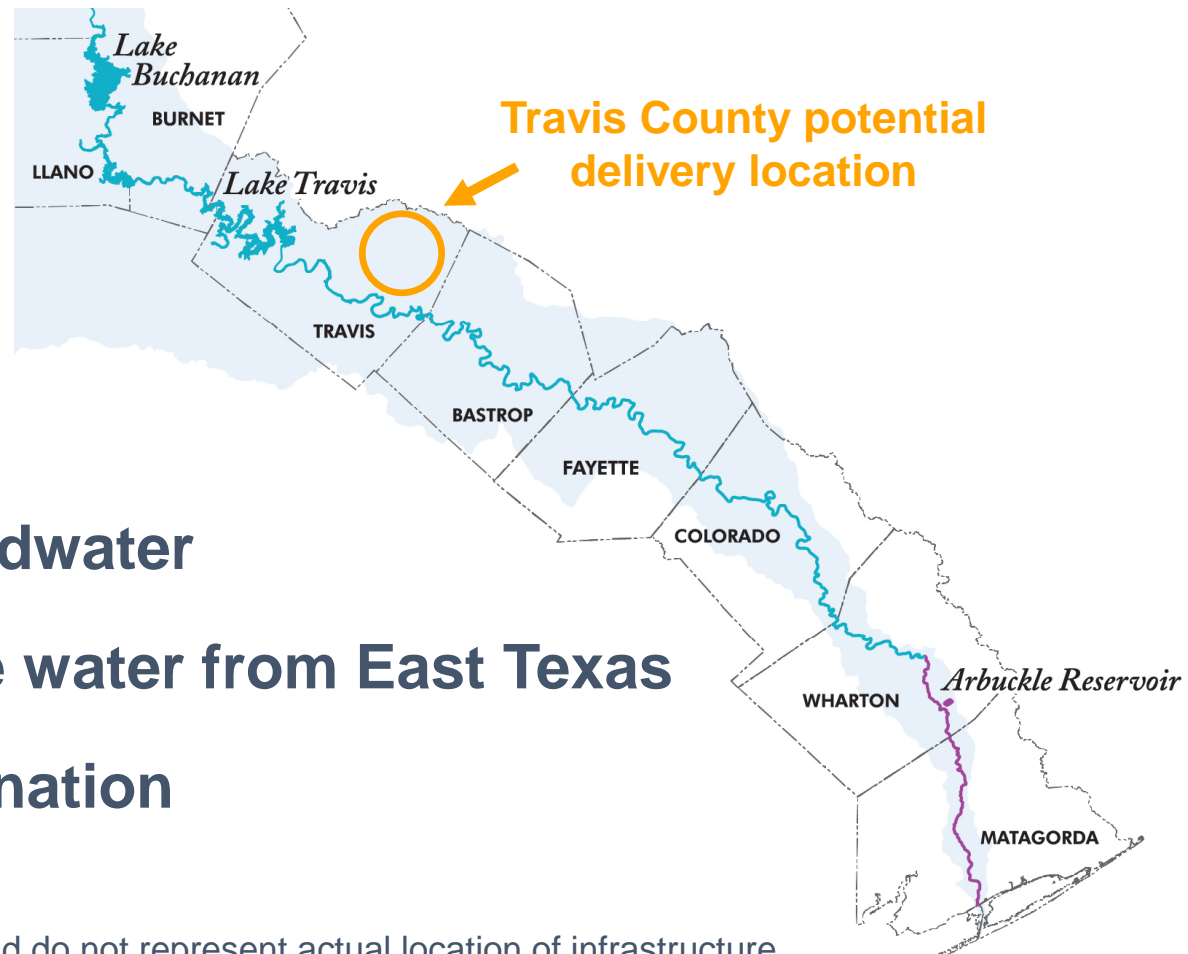 Lake
Buchanan
BURNET
LLANO
Travis County potential
delivery location
Lake Travis
TRAVIS
BASTROP
FAYETTE
COLORADO
dwater
water from East Texas
nation
WHARTON
Arbuckle Reservoir
MATAGORDA
do not represent actual location of infrastructure